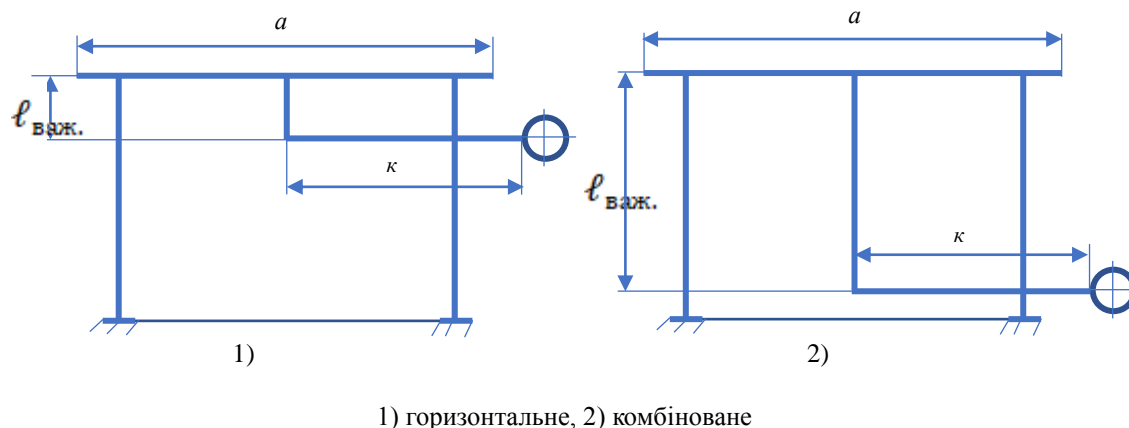 a
a
ℓваж.
к
ℓваж.
к
1)
2)
1) горизонтальне, 2) комбіноване